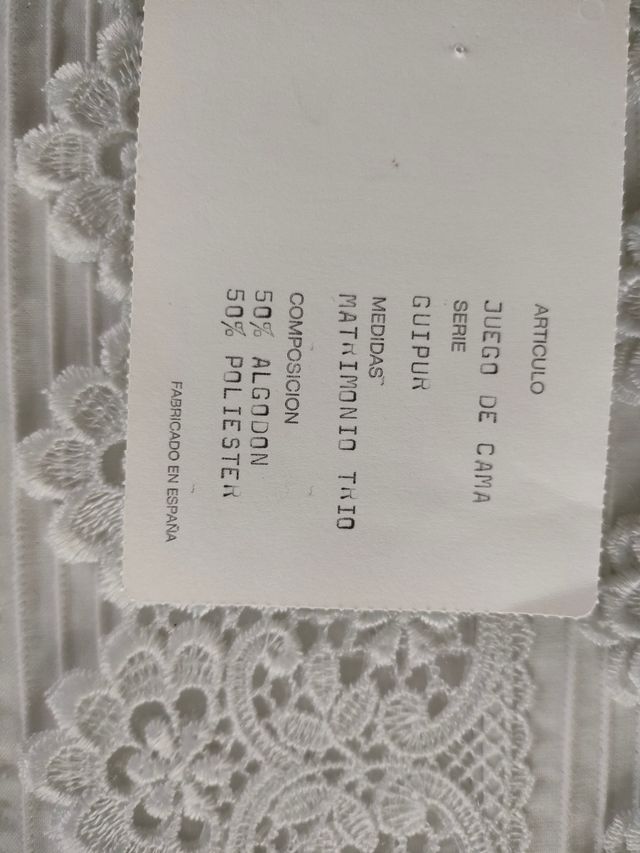 ARTICULO
JUEGO DE CAMA
SERIE
GUIPUR
MEDIDAS
MATRIMONIO TRIO
COMPOSICION
50% ALGODON
50% POLIESTER
FABRICADO EN ESPAÑA